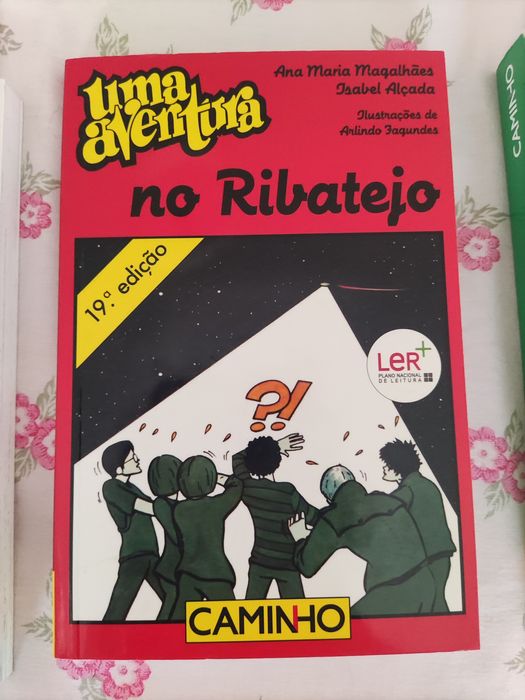 uma
aventura
Ana Maria Magalhães
Isabel Alçada
Ilustrações de
Arlindo Fagundes
no Ribatejo
19.ª edição
LeR+
PLANO NACIONAL
DE LEITURA
?!
CAMINHO
CAMINHO